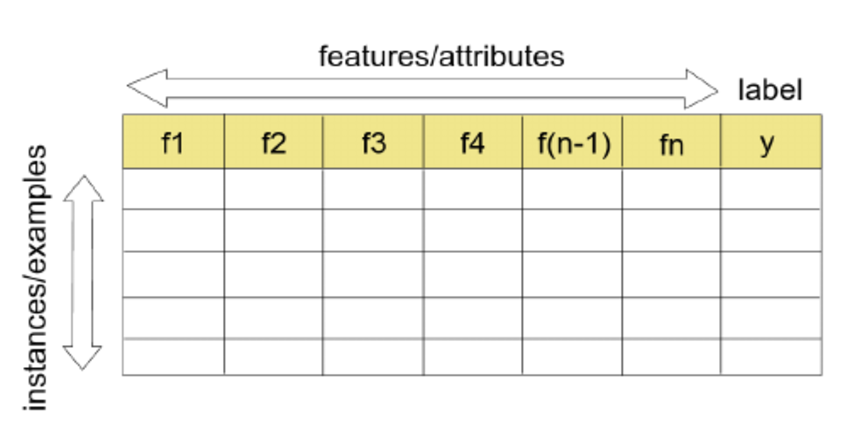 features/attributes
label
f1 f2 f3 f4 f(n-1) fn y
instances/examples